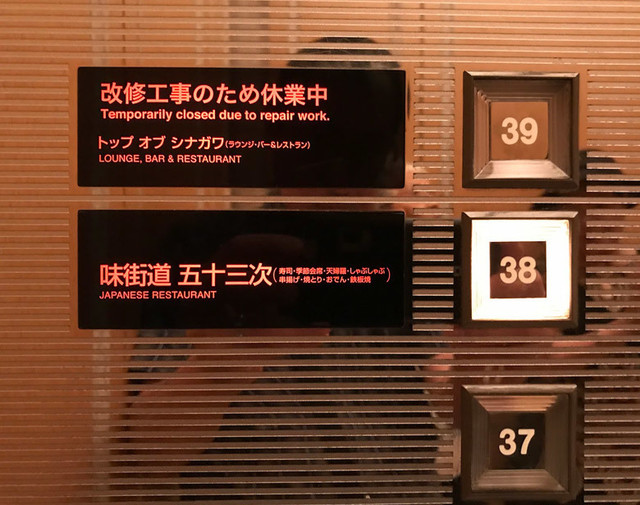 改修工事のため休業中
Temporarily closed due to repair work.
トップ オブ シナガワ(ラウンジ・バー&レストラン)
LOUNGE, BAR & RESTAURANT
39
味街道 五十三次(寿司・季節会席・天婦羅・しゃぶしゃぶ
串揚げ・焼とり・おでん・鉄板焼)
JAPANESE RESTAURANT
38
37